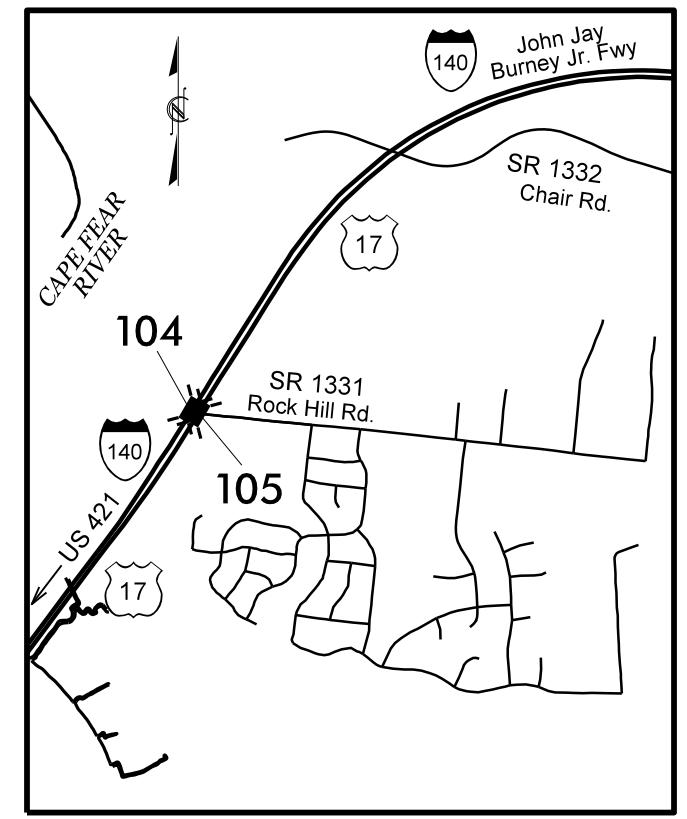 John Jay
Burney Jr. Fwy
140
N
SR 1332
Chair Rd.
17
CAPE FEAR
RIVER
104
SR 1331
Rock Hill Rd.
140
105
US 421
17